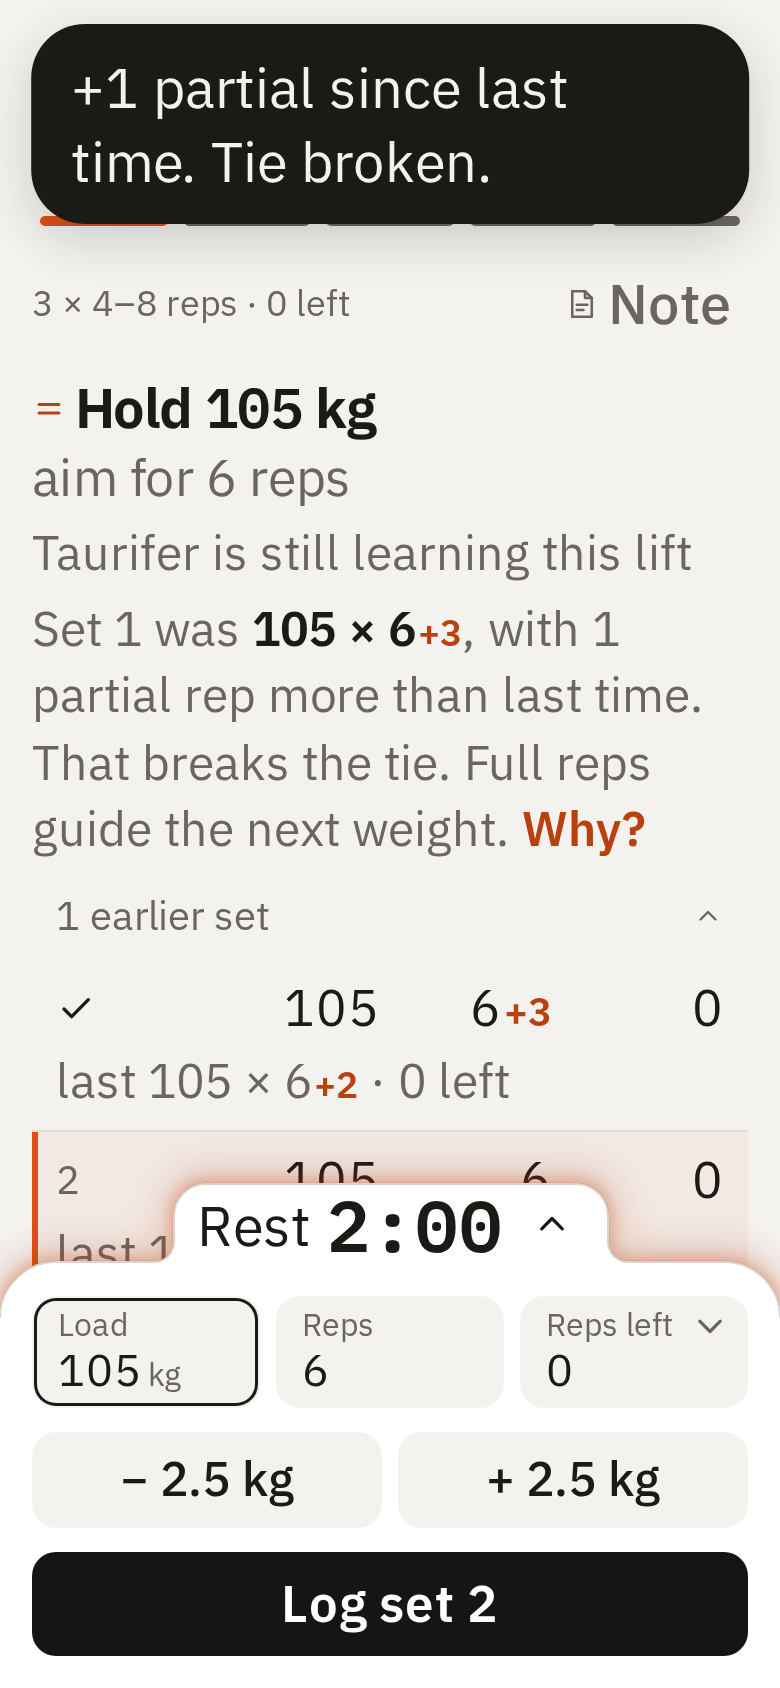 +1 partial since last
time. Tie broken.
3 × 4–8 reps · 0 left
Note
= Hold 105 kg
aim for 6 reps
Taurifer is still learning this lift
Set 1 was 105 × 6+3, with 1
partial rep more than last time.
That breaks the tie. Full reps
guide the next weight. Why?
1 earlier set
105 6+3 0
last 105 × 6+2 · 0 left
2 105 6 0
last 1
Rest 2:00
Load Reps Reps left
105 kg 6 0
− 2.5 kg + 2.5 kg
Log set 2